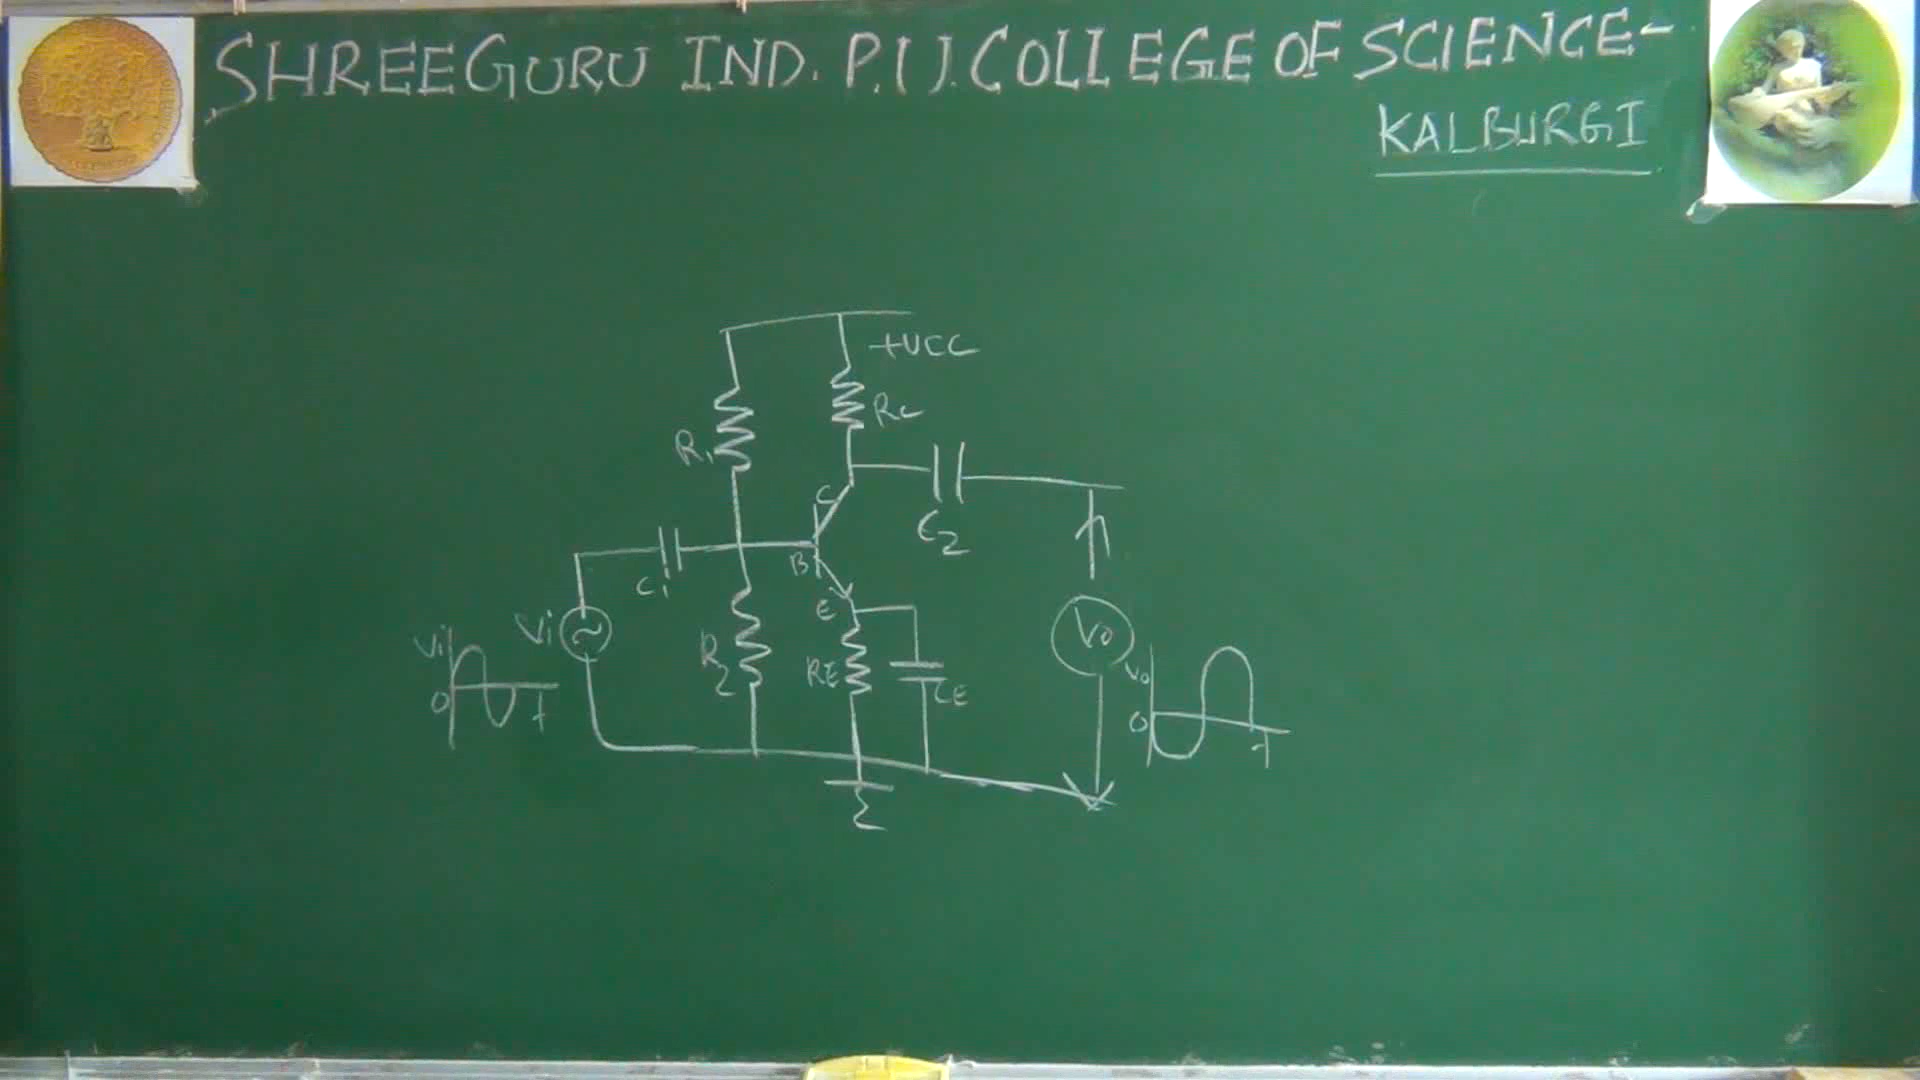 SHREEGURU IND. P.U.COLLEGE OF SCIENCE-
KALBURGI
+VCC
RC
R1
C
C2
B
C1
E
Vi
Vi
R2
RE
CE
Vo
Vo
0
0
T
T